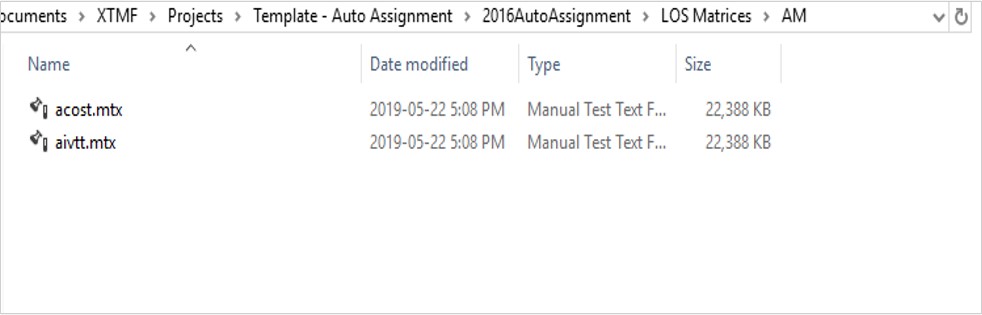 ocuments > XTMF > Projects > Template - Auto Assignment > 2016AutoAssignment > LOS Matrices > AM
Name Date modified Type Size
acost.mtx 2019-05-22 5:08 PM Manual Test Text F... 22,388 KB
aivtt.mtx 2019-05-22 5:08 PM Manual Test Text F... 22,388 KB